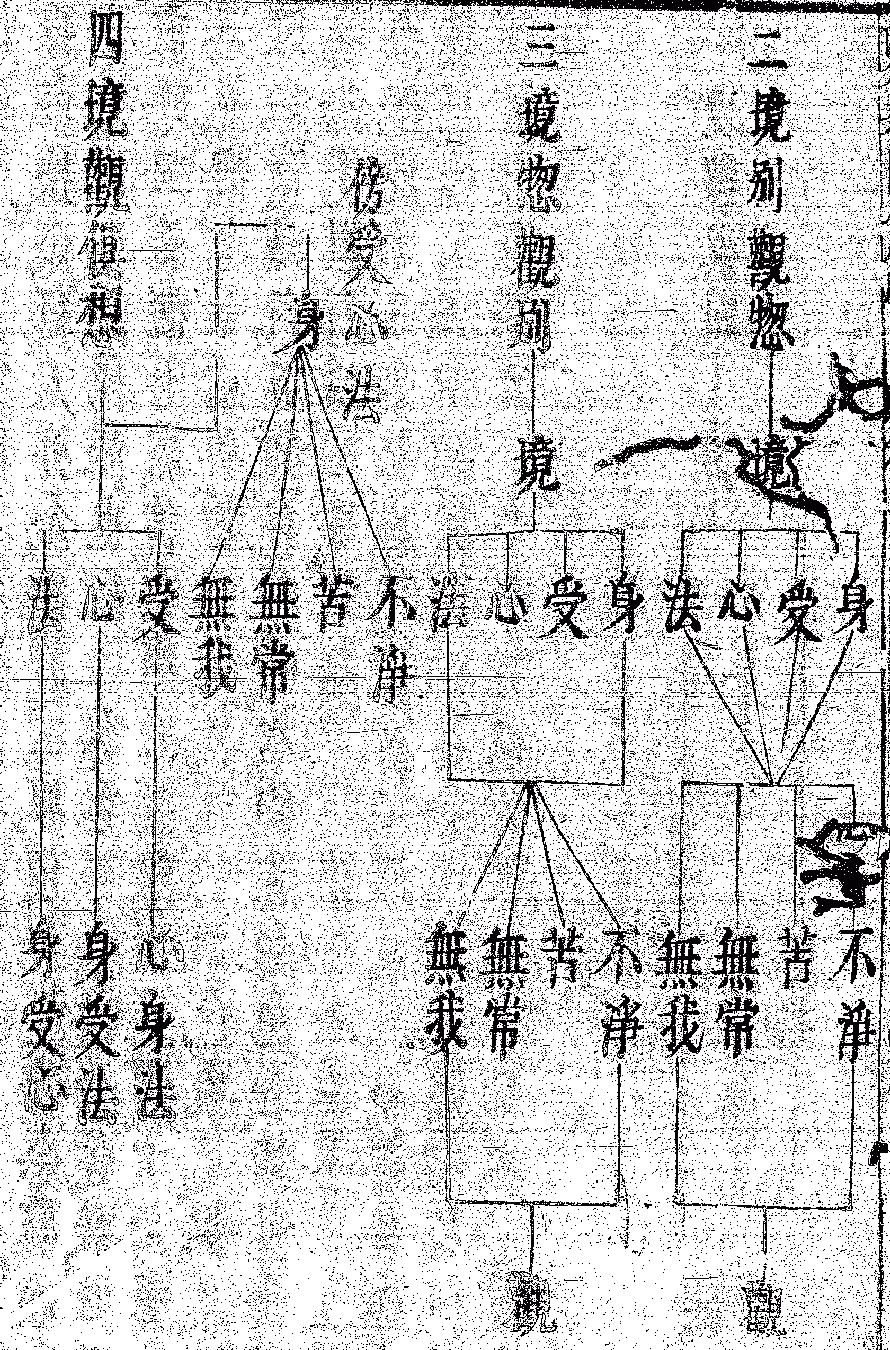 二境別觀惣
境
身
受
心
法
不淨
苦
無常
無我
觀
三境惣觀別
境
身
受
心
法
不淨
苦
無常
無我
觀
四境觀俱惣
傍受心法
身
不淨
苦
無常
無我
受
心
法
心身法
身受法
身受心